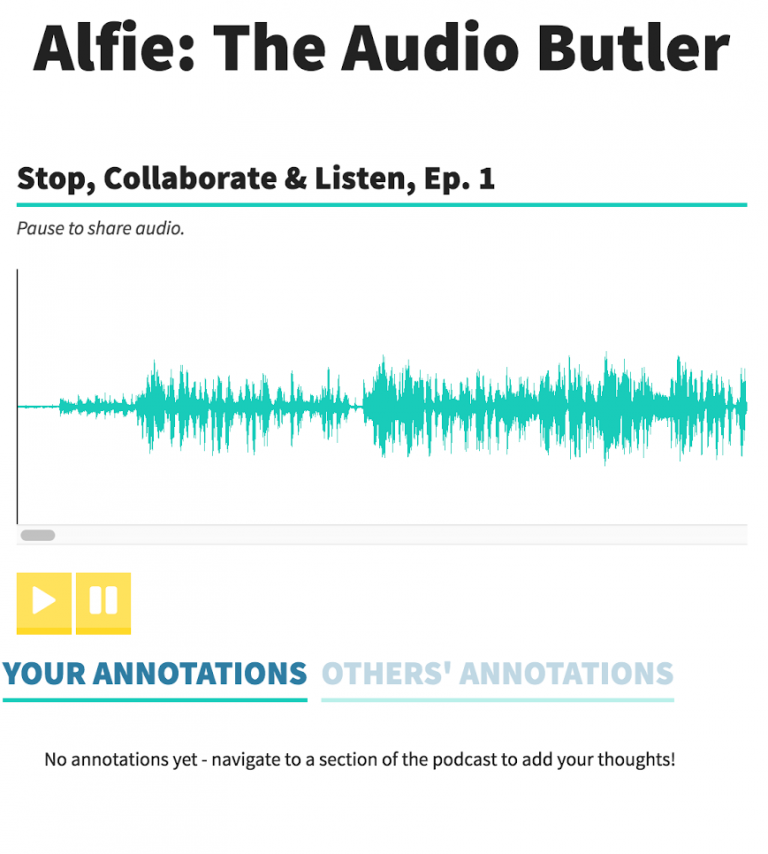 Alfie: The Audio Butler
Stop, Collaborate & Listen, Ep. 1
Pause to share audio.
YOUR ANNOTATIONS OTHERS' ANNOTATIONS
No annotations yet - navigate to a section of the podcast to add your thoughts!